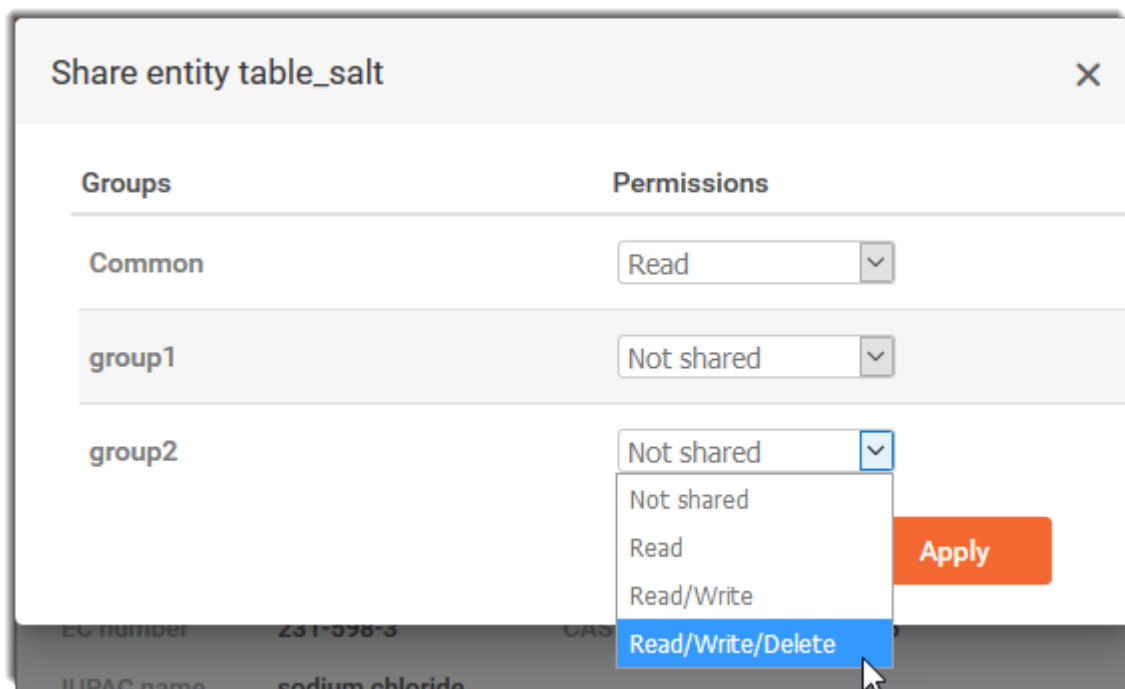 Share entity table_salt
Groups Permissions
Common Read
group1 Not shared
group2 Not shared
Not shared
Read
Apply
Read/Write
EC number 231-598-3 CAS
Read/Write/Delete
IUPAC name sodium chloride